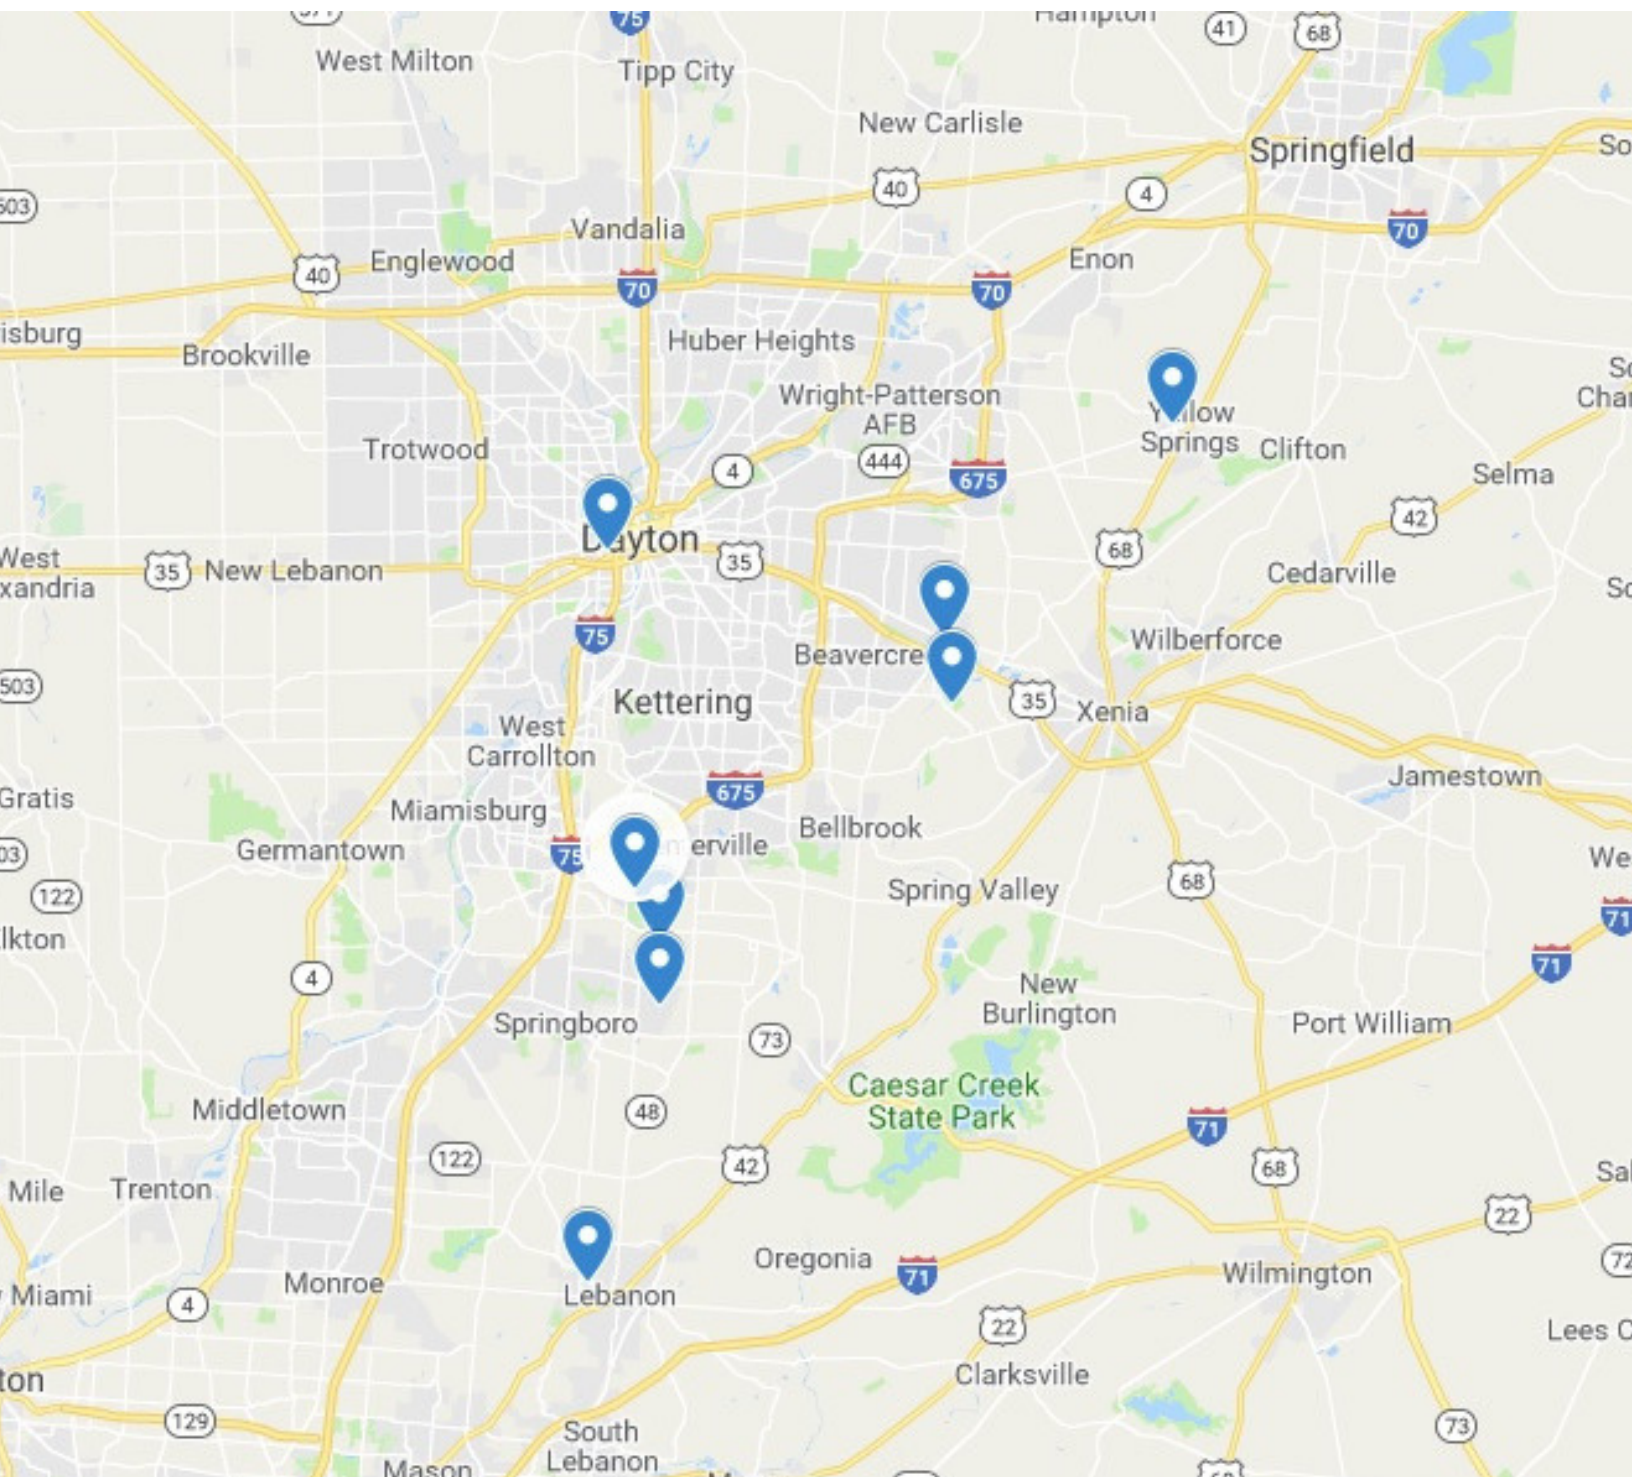 75
West Milton
Tipp City
Hampton
41
68
New Carlisle
Springfield
So
40
4
503
Vandalia
70
Englewood
Enon
40
70
70
isburg
Huber Heights
Brookville
Wright-Patterson
AFB
Yellow
Springs
Clifton
Trotwood
4
444
675
Selma
42
Dayton
35
68
West
xandria
35
New Lebanon
Cedarville
75
Wilberforce
Beavercre
503
35
Kettering
Xenia
West
Carrollton
Jamestown
675
Gratis
Miamisburg
Bellbrook
erville
75
Germantown
03
We
122
Spring Valley
68
71
lkton
71
4
New
Burlington
Springboro
Port William
73
Caesar Creek
State Park
Middletown
48
71
122
42
68
Mile
Trenton
Sal
22
Oregonia
72
71
Wilmington
Monroe
Lebanon
Miami
4
22
Lees C
Clarksville
ton
129
73
South
Lebanon
Mason